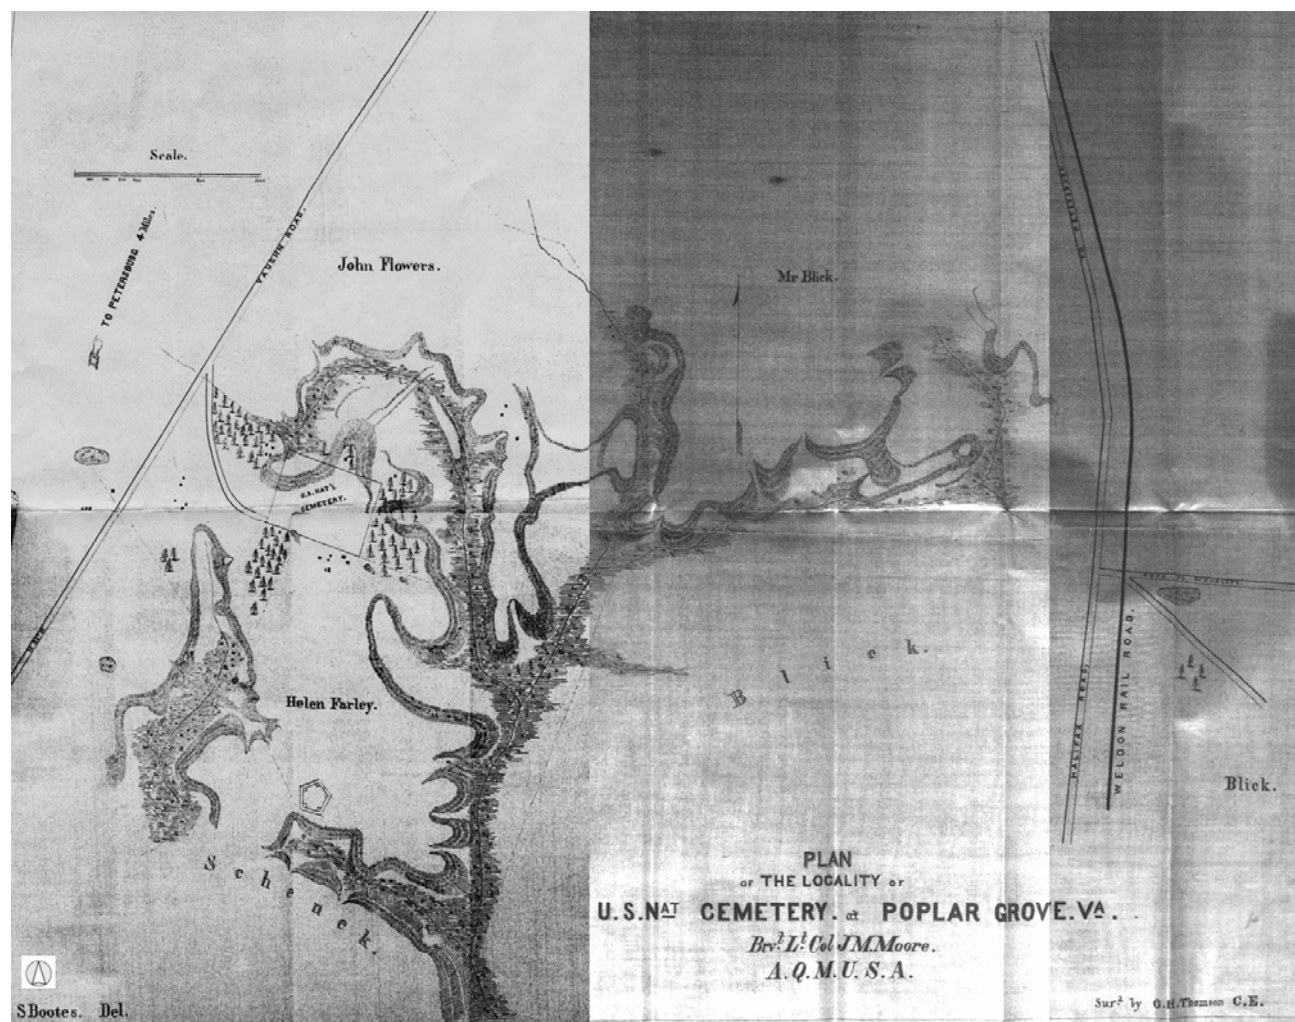 Scale.
TO PETERSBURG 4 Miles.
VAUGHN ROAD.
John Flowers.
Mr Blick.
U.S. NAT'L
CEMETERY.
Helen Farley.
Blick.
HALIFAX ROAD,
WELDON RAIL ROAD.
Blick.
Schenck.
PLAN
OF THE LOCALITY OF
U.S.NAT CEMETERY. at POPLAR GROVE.VA.
Brvt Lt Col J.M.Moore.
A.Q.M.U.S.A.
S Bootes. Del.
Surd by G.H.Thomson C.E.